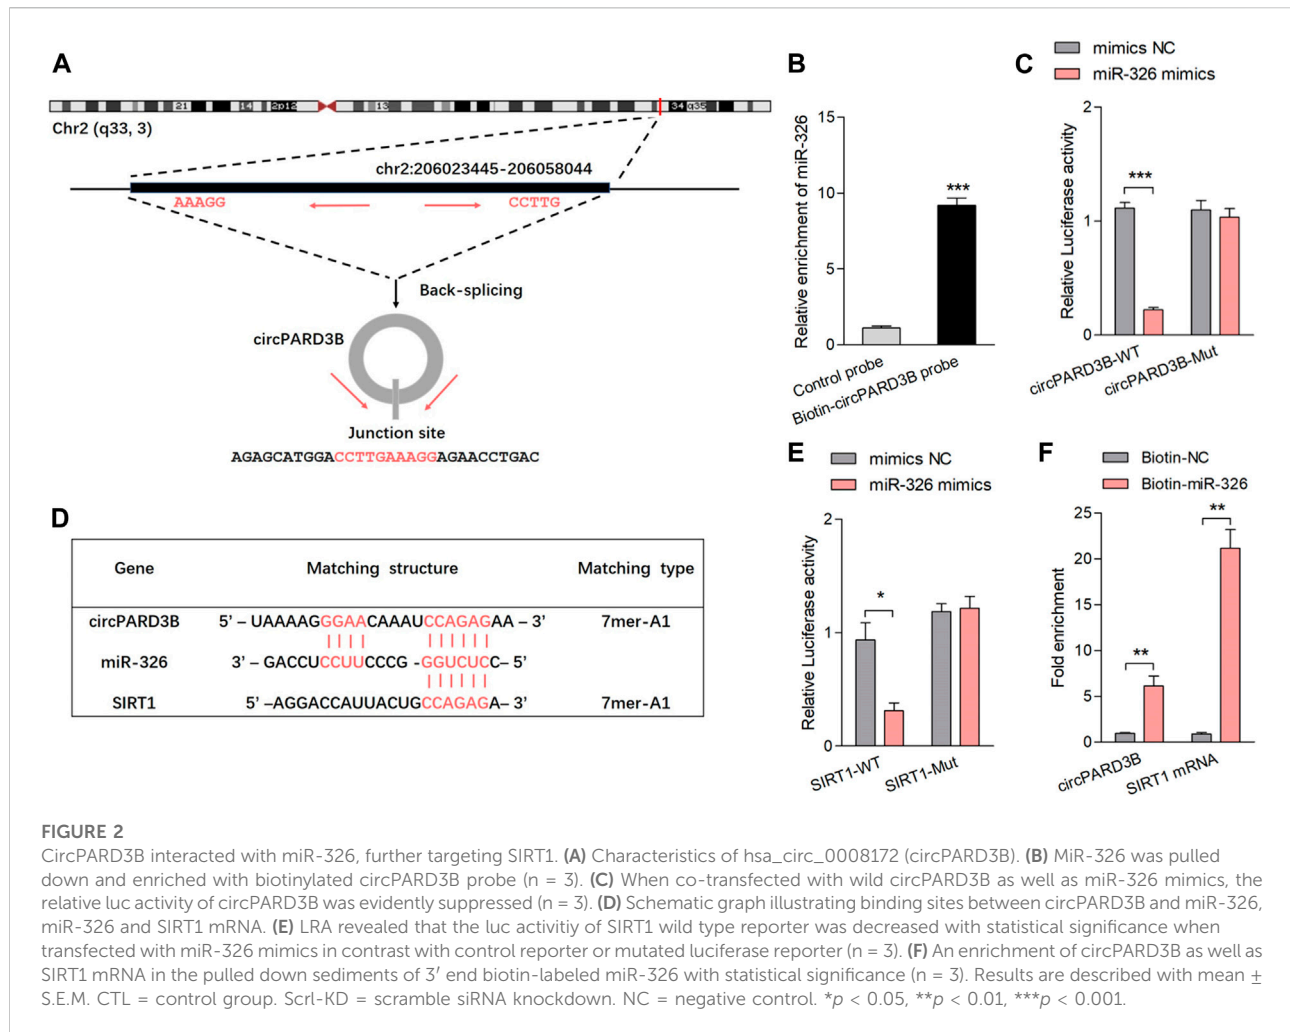 A
21 14 2p12 13 34 q35
Chr2 (q33, 3)
chr2:206023445-206058044
AAAGG CCTTG
Back-splicing
circPARD3B
Junction site
AGAGCATGGACCTTGAAAGGAGAACCTGAC
B
Relative enrichment of miR-326
15
10
5
0
***
Control probe
Biotin-circPARD3B probe
C
mimics NC
miR-326 mimics
Relative Luciferase activity
2
1
0
***
circPARD3B-WT
circPARD3B-Mut
D
Gene Matching structure Matching type
circPARD3B 5' – UAAAAGGGAACAAAUCCAGAGAA – 3' 7mer-A1
miR-326 3' – GACCUCCUUCCCG -GGUCUCC– 5'
SIRT1 5' –AGGACCAUUACUGCCAGAGA– 3' 7mer-A1
E
mimics NC
miR-326 mimics
Relative Luciferase activity
2
1
0
*
SIRT1-WT
SIRT1-Mut
F
Biotin-NC
Biotin-miR-326
Fold enrichment
25
20
15
10
5
0
**
**
circPARD3B
SIRT1 mRNA
FIGURE 2
CircPARD3B interacted with miR-326, further targeting SIRT1. (A) Characteristics of hsa_circ_0008172 (circPARD3B). (B) MiR-326 was pulled
down and enriched with biotinylated circPARD3B probe (n = 3). (C) When co-transfected with wild circPARD3B as well as miR-326 mimics, the
relative luc activity of circPARD3B was evidently suppressed (n = 3). (D) Schematic graph illustrating binding sites between circPARD3B and miR-326,
miR-326 and SIRT1 mRNA. (E) LRA revealed that the luc activitiy of SIRT1 wild type reporter was decreased with statistical significance when
transfected with miR-326 mimics in contrast with control reporter or mutated luciferase reporter (n = 3). (F) An enrichment of circPARD3B as well as
SIRT1 mRNA in the pulled down sediments of 3′ end biotin-labeled miR-326 with statistical significance (n = 3). Results are described with mean ±
S.E.M. CTL = control group. Scrl-KD = scramble siRNA knockdown. NC = negative control. *p < 0.05, **p < 0.01, ***p < 0.001.